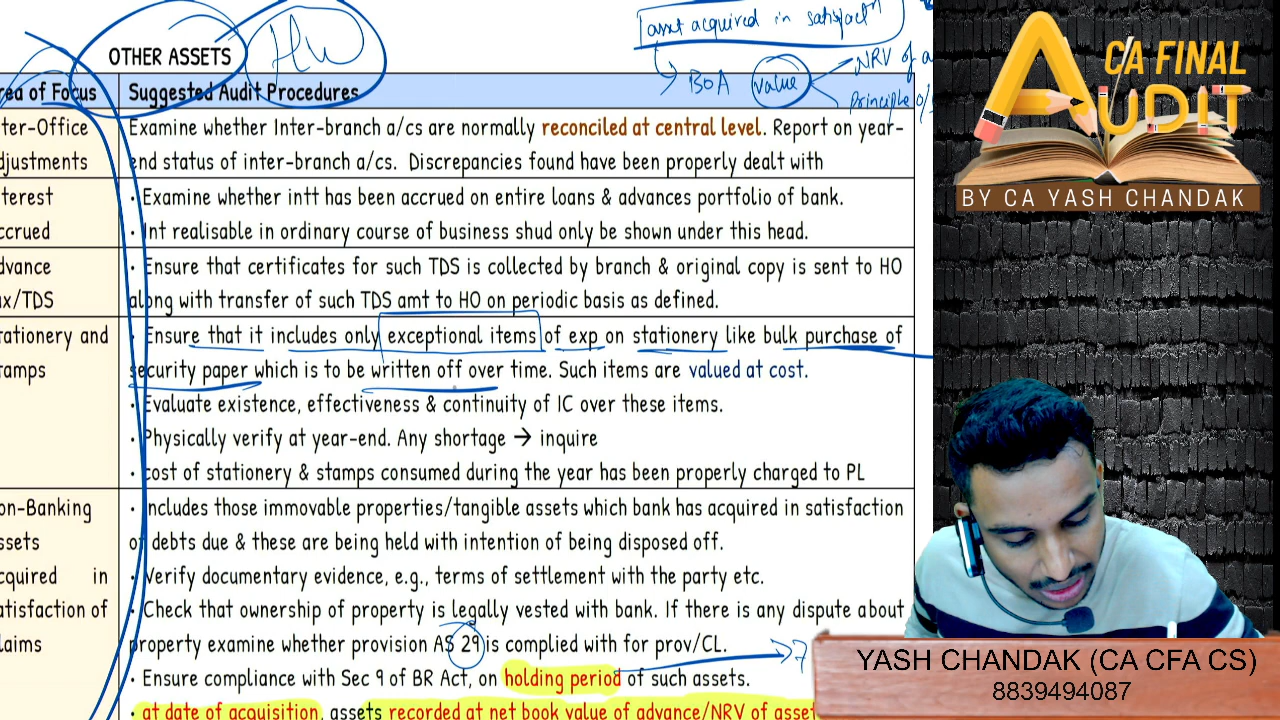 asset acquired in satisfactn
BOA
value
NRV of a
principle o/
OTHER ASSETS
HW
rea of Focus
Suggested Audit Procedures
ter-Office
djustments
Examine whether Inter-branch a/cs are normally reconciled at central level. Report on year-
end status of inter-branch a/cs. Discrepancies found have been properly dealt with
terest
ccrued
· Examine whether intt has been accrued on entire loans & advances portfolio of bank.
· Int realisable in ordinary course of business shud only be shown under this head.
dvance
ax/TDS
· Ensure that certificates for such TDS is collected by branch & original copy is sent to HO
along with transfer of such TDS amt to HO on periodic basis as defined.
tationery and
tamps
· Ensure that it includes only exceptional items of exp on stationery like bulk purchase of
security paper which is to be written off over time. Such items are valued at cost.
· Evaluate existence, effectiveness & continuity of IC over these items.
· Physically verify at year-end. Any shortage → inquire
· cost of stationery & stamps consumed during the year has been properly charged to PL
on-Banking
ssets
cquired in
atisfaction of
laims
· Includes those immovable properties/tangible assets which bank has acquired in satisfaction
of debts due & these are being held with intention of being disposed off.
· Verify documentary evidence, e.g., terms of settlement with the party etc.
· Check that ownership of property is legally vested with bank. If there is any dispute about
property examine whether provision AS 29 is complied with for prov/CL.
· Ensure compliance with Sec 9 of BR Act, on holding period of such assets.
7
· at date of acquisition, assets recorded at net book value of advance/NRV of asset
CA FINAL
AUDIT
BY CA YASH CHANDAK
YASH CHANDAK (CA CFA CS)
8839494087